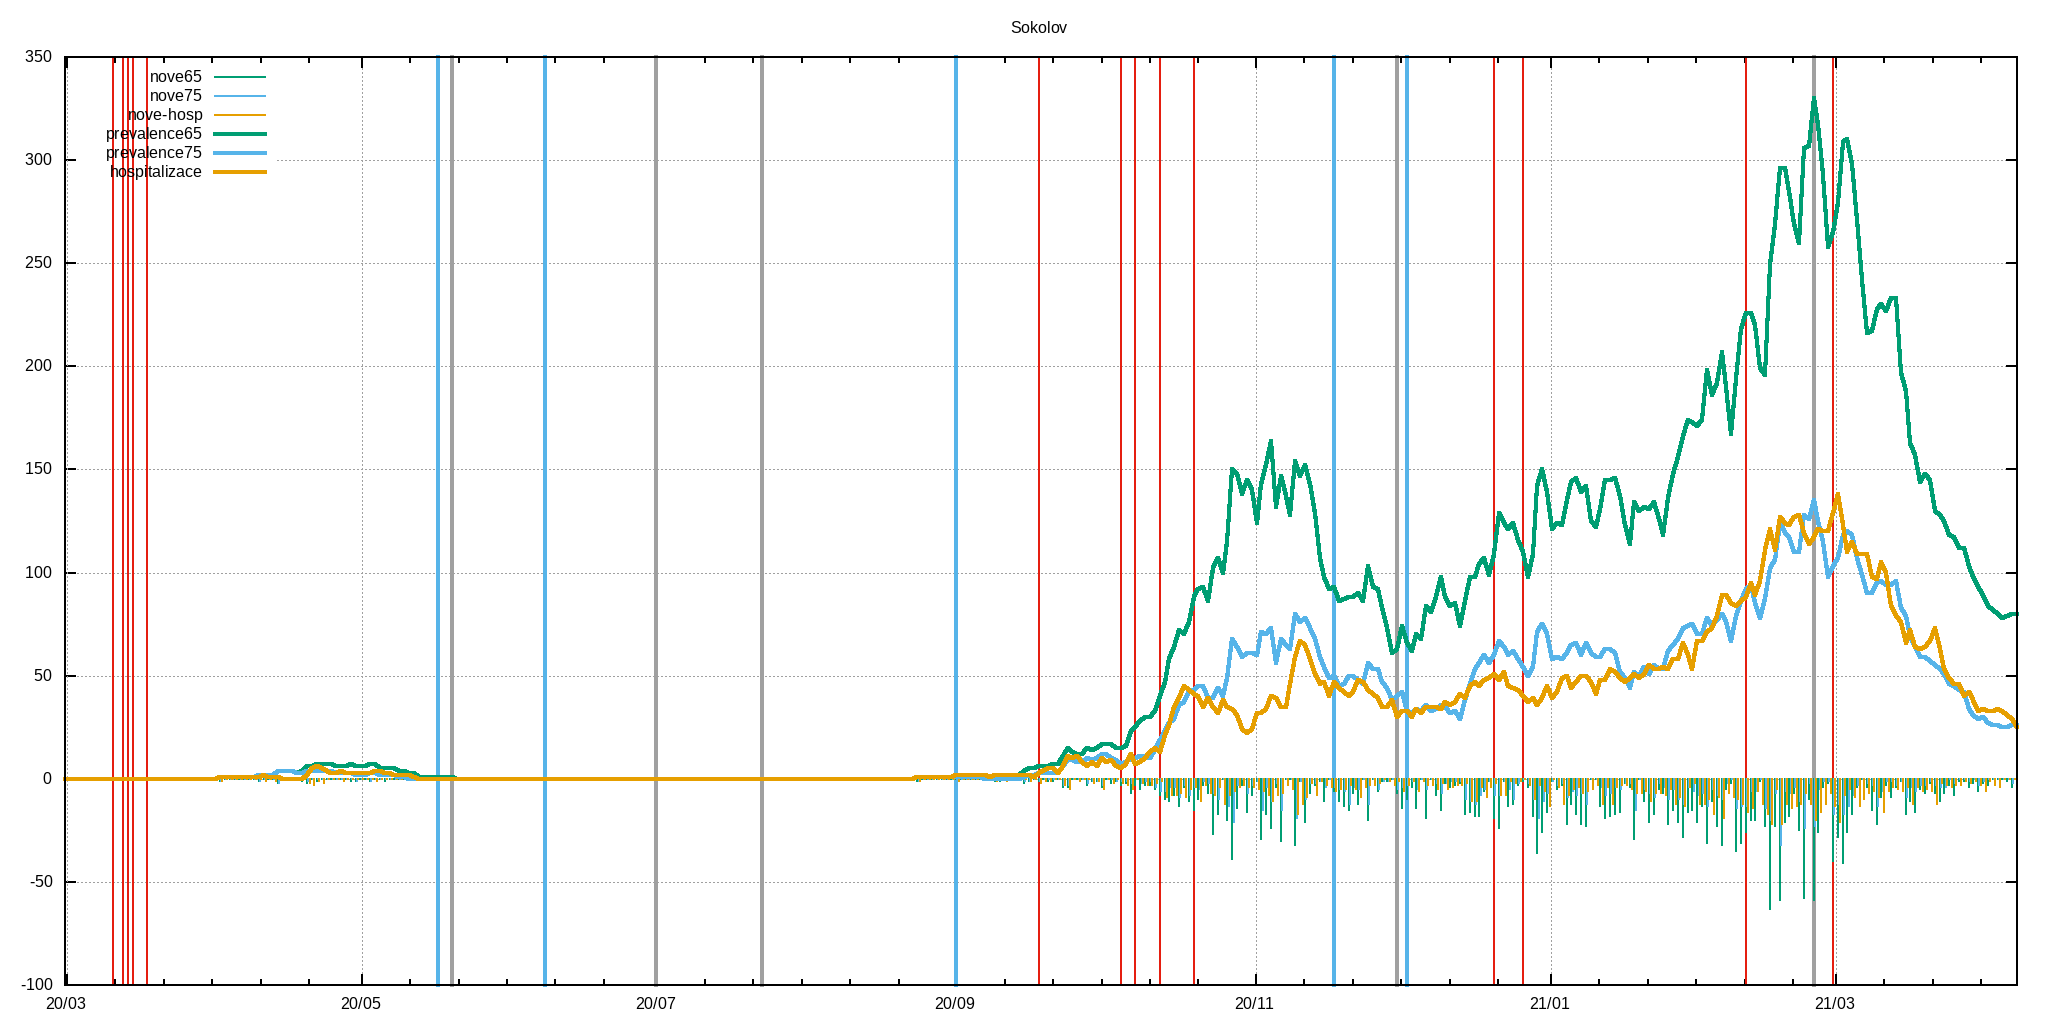 Sokolov
350
300
250
200
150
100
50
0
-50
-100
nove65
nove75
nove-hosp
prevalence65
prevalence75
hospitalizace
20/03 20/05 20/07 20/09 20/11 21/01 21/03